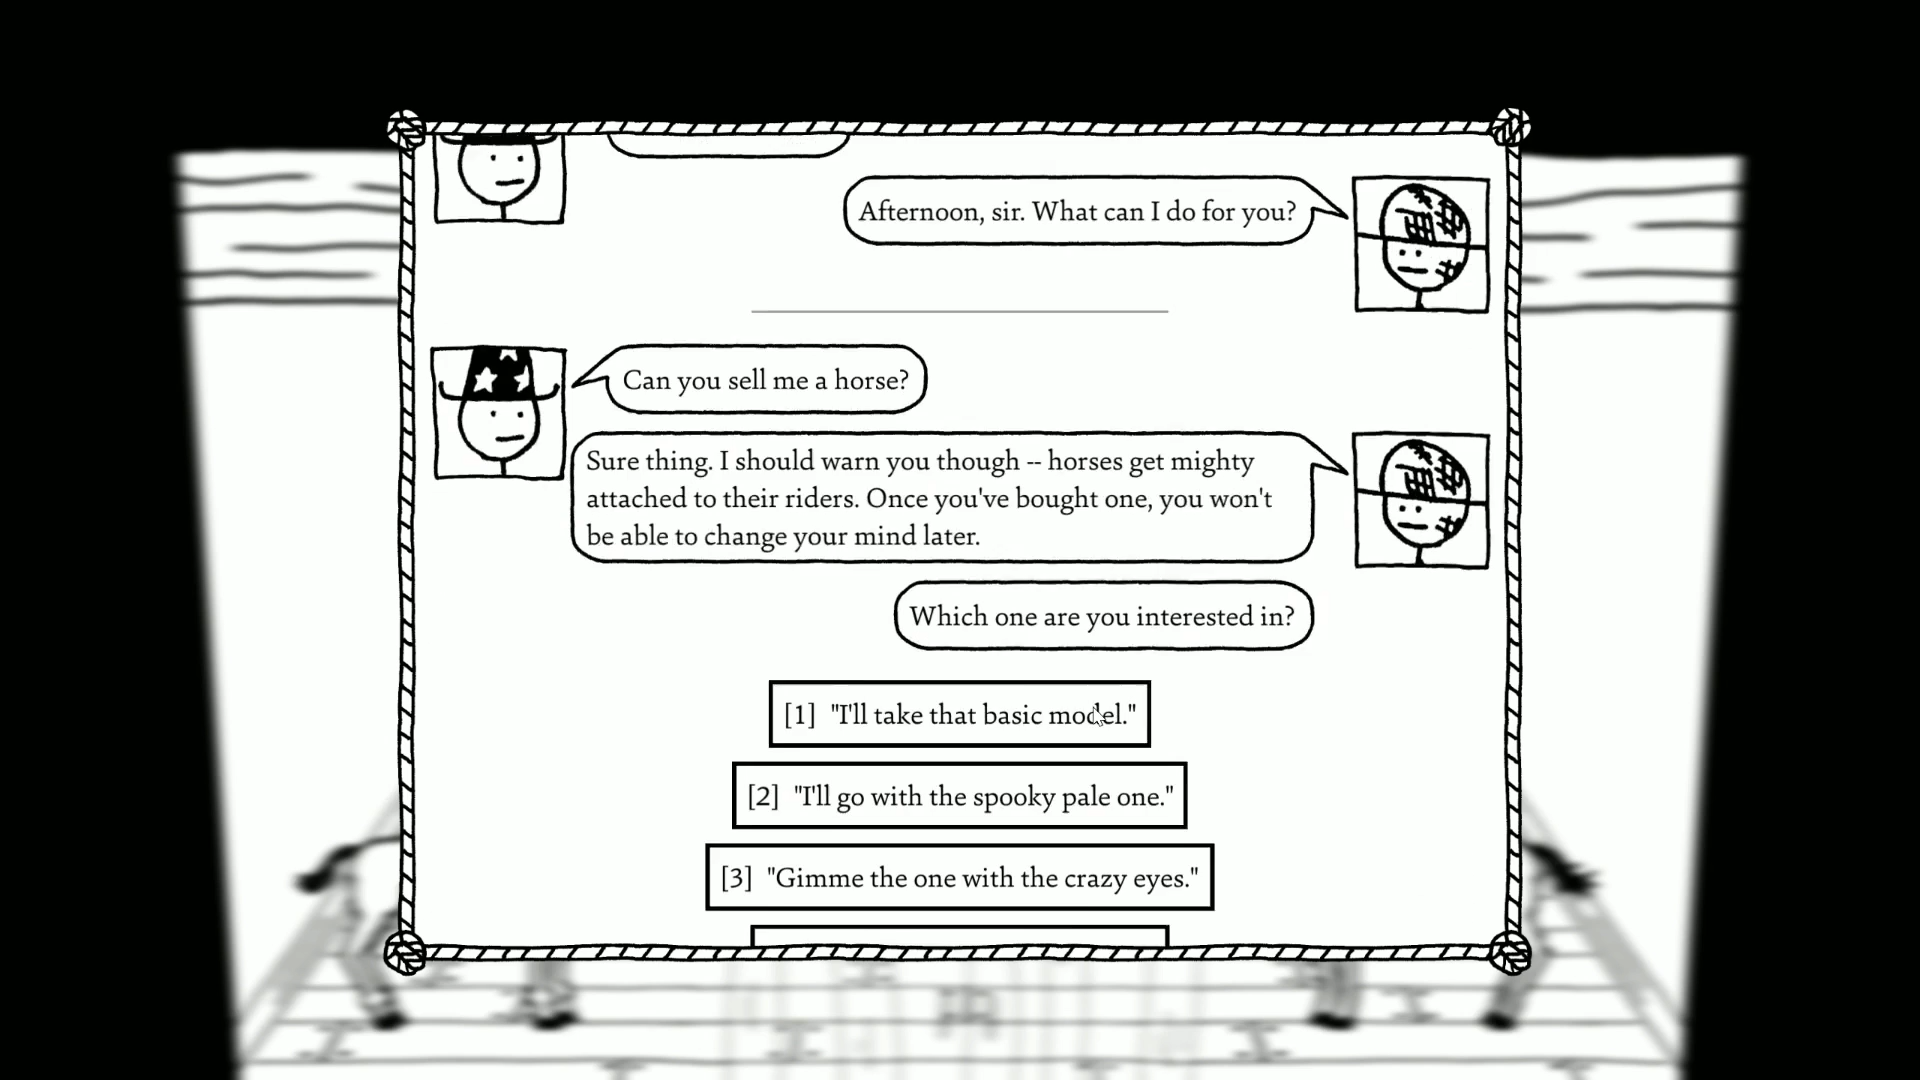 Afternoon, sir. What can I do for you?
Can you sell me a horse?
Sure thing. I should warn you though -- horses get mighty
attached to their riders. Once you've bought one, you won't
be able to change your mind later.
Which one are you interested in?
[1] "I'll take that basic model."
[2] "I'll go with the spooky pale one."
[3] "Gimme the one with the crazy eyes."